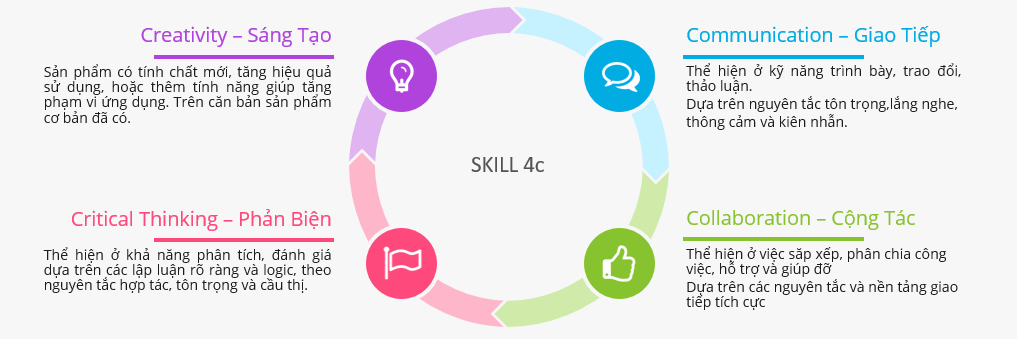 Creativity – Sáng Tạo
Sản phẩm có tính chất mới, tăng hiệu quả
sử dụng, hoặc thêm tính năng giúp tăng
phạm vi ứng dụng. Trên căn bản sản phẩm
cơ bản đã có.
Communication – Giao Tiếp
Thể hiện ở kỹ năng trình bày, trao đổi,
thảo luận.
Dựa trên nguyên tắc tôn trọng,lắng nghe,
thông cảm và kiên nhẫn.
SKILL 4c
Critical Thinking – Phản Biện
Thể hiện ở khả năng phân tích, đánh giá
dựa trên các lập luận rõ ràng và logic, theo
nguyên tắc hợp tác, tôn trọng và cầu thị.
Collaboration – Cộng Tác
Thể hiện ở việc săp xếp, phân chia công
việc, hỗ trợ và giúp đỡ
Dựa trên các nguyên tắc và nền tảng giao
tiếp tích cực